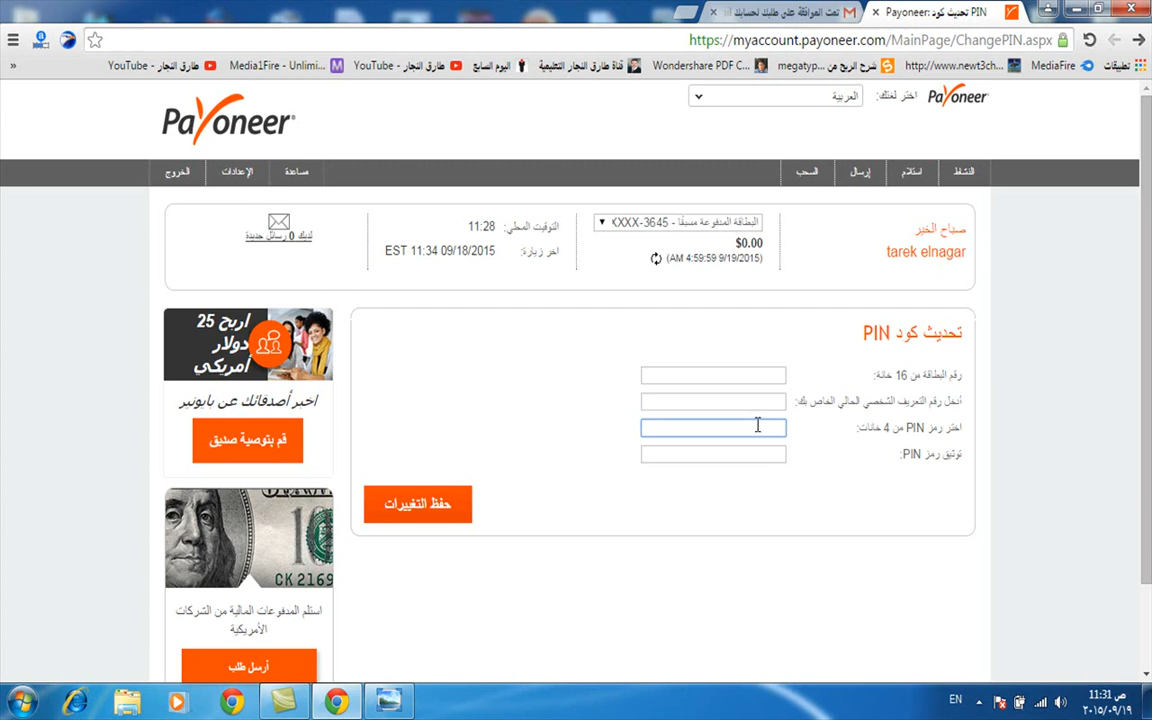 تحديث كود PIN :Payoneer
تمت الموافقة على طلبك لحسابك
https://myaccount.payoneer.com/MainPage/ChangePIN.aspx
تطبيقات
MediaFire
http://www.newt3ch...
شرح الربح من megatyp...
Wondershare PDF C...
قناة طارق النجار التعليمية
اليوم السابع
طارق النجار - YouTube
Media1Fire - Unlimi...
طارق النجار - YouTube
»
Payoneer
اختر لغتك:
العربية
Payoneer
النشاط
استلام
إرسال
السحب
مساعدة
الإعدادات
الخروج
صباح الخير
tarek elnagar
البطاقة المدفوعة مسبقًا - XXXX-3645
$0.00
(AM 4:59:59 9/19/2015)
التوقيت المحلي: 11:28
اخر زيارة: EST 11:34 09/18/2015
لديك 0 رسائل جديدة
تحديث كود PIN
رقم البطاقة من 16 خانة:
أدخل رقم التعريف الشخصي الحالي الخاص بك:
اختر رمز PIN من 4 خانات:
توثيق رمز PIN:
حفظ التغييرات
اربح 25
دولار
أمريكي
اخبر أصدقائك عن بايونير
قم بتوصية صديق
CK2169
استلم المدفوعات المالية من الشركات
الأمريكية
أرسل طلب
EN
11:31 ص
٢٠١٥/٠٩/١٩